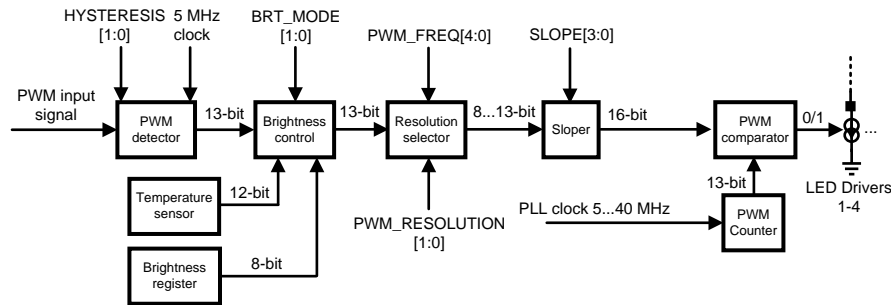 HYSTERESIS
[1:0]
5 MHz
clock
BRT_MODE
[1:0]
PWM_FREQ[4:0]
SLOPE[3:0]
PWM input
signal
PWM
detector
13-bit
Brightness
control
13-bit
Resolution
selector
8...13-bit
Sloper
16-bit
PWM
comparator
0/1
...
Temperature
sensor
12-bit
13-bit
LED Drivers
1-4
PWM_RESOLUTION
[1:0]
PLL clock 5...40 MHz
PWM
Counter
Brightness
register
8-bit